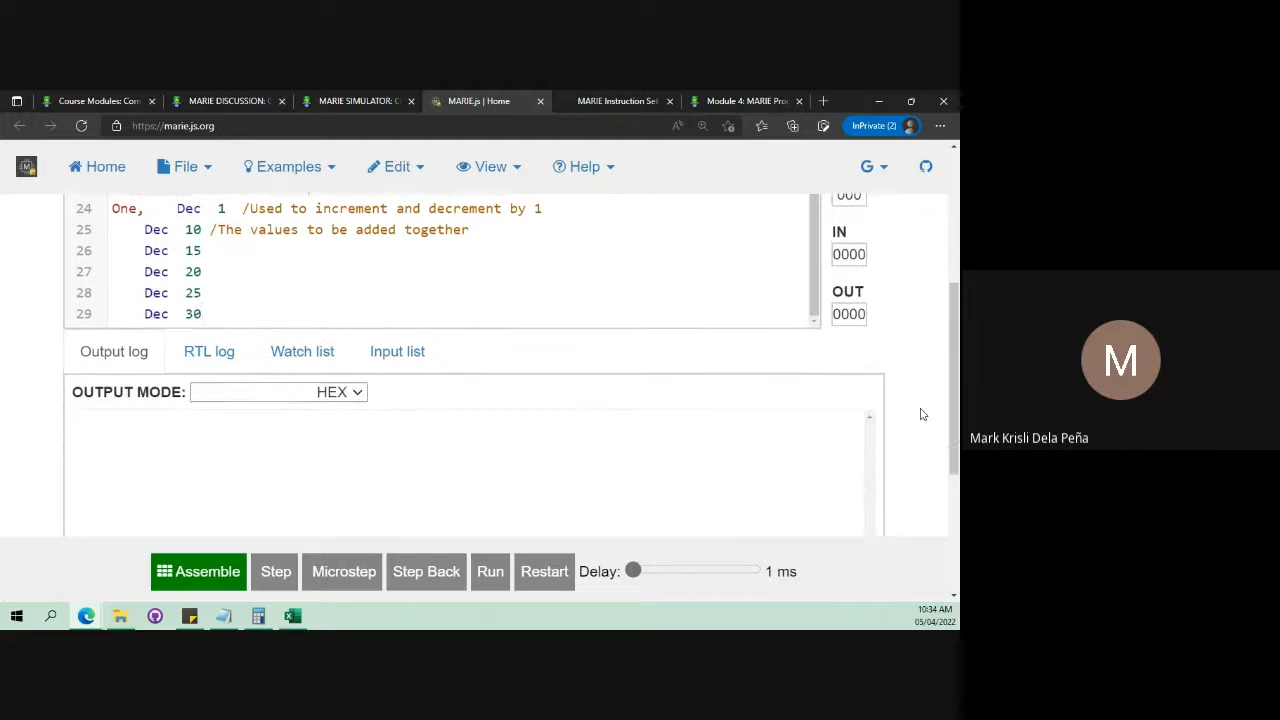 Course Modules: Com
MARIE DISCUSSION: C
MARIE SIMULATOR: C
MARIE.js | Home
MARIE Instruction Set
Module 4: MARIE Pro
https://marie.js.org
InPrivate (2)
Home
File
Examples
Edit
View
Help
24 One, Dec 1 /Used to increment and decrement by 1
25 Dec 10 /The values to be added together
26 Dec 15
27 Dec 20
28 Dec 25
29 Dec 30
000
IN
0000
OUT
0000
Output log
RTL log
Watch list
Input list
OUTPUT MODE: HEX
Assemble
Step
Microstep
Step Back
Run
Restart
Delay:
1 ms
10:34 AM
05/04/2022
M
Mark Krisli Dela Peña